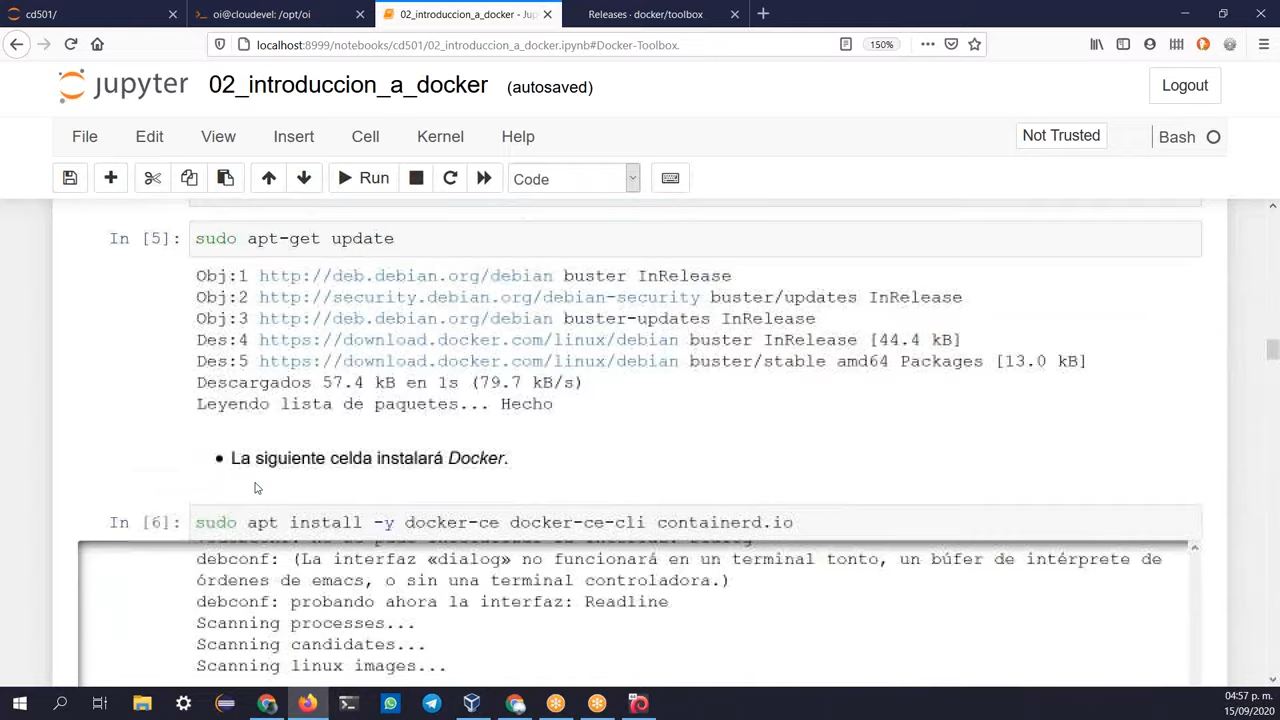 cd501/
oi@cloudevel: /opt/oi
02_introduccion_a_docker - Jup
Releases · docker/toolbox
localhost:8999/notebooks/cd501/02_introduccion_a_docker.ipynb#Docker-Toolbox.
150%
jupyter
02_introduccion_a_docker
(autosaved)
Logout
File
Edit
View
Insert
Cell
Kernel
Help
Not Trusted
Bash
Run
Code
In [5]:
sudo apt-get update
Obj:1 http://deb.debian.org/debian buster InRelease
Obj:2 http://security.debian.org/debian-security buster/updates InRelease
Obj:3 http://deb.debian.org/debian buster-updates InRelease
Des:4 https://download.docker.com/linux/debian buster InRelease [44.4 kB]
Des:5 https://download.docker.com/linux/debian buster/stable amd64 Packages [13.0 kB]
Descargados 57.4 kB en 1s (79.7 kB/s)
Leyendo lista de paquetes... Hecho
La siguiente celda instalará Docker.
In [6]:
sudo apt install -y docker-ce docker-ce-cli containerd.io
debconf: (La interfaz «dialog» no funcionará en un terminal tonto, un búfer de intérprete de
órdenes de emacs, o sin una terminal controladora.)
debconf: probando ahora la interfaz: Readline
Scanning processes...
Scanning candidates...
Scanning linux images...
04:57 p. m.
15/09/2020